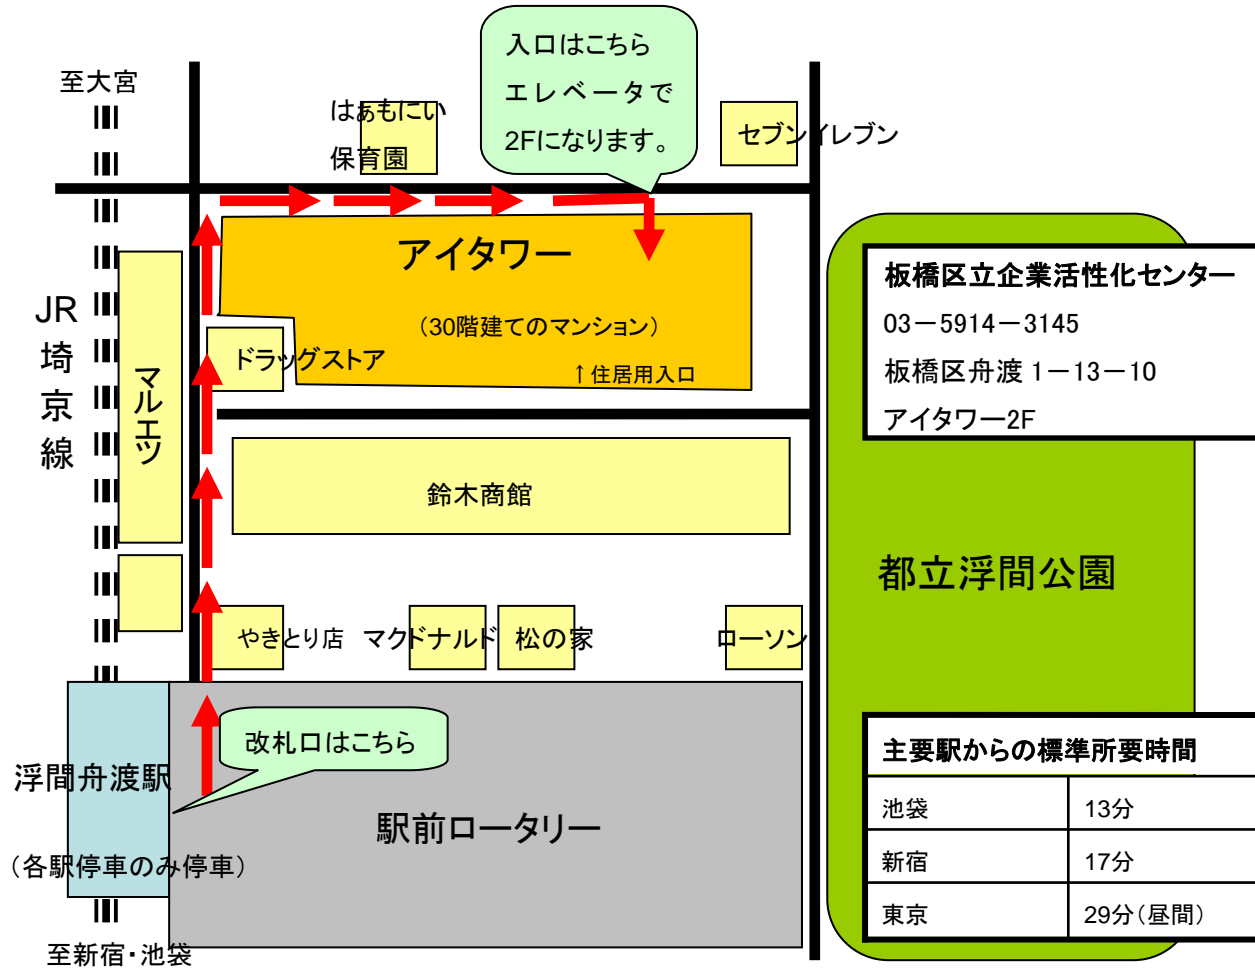 至大宮
はぁもにい
保育園
入口はこちら
エレベータで
2Fになります。
セブンイレブン
アイタワー
（30階建てのマンション）
↑住居用入口
ドラッグストア
JR
埼
京
線
マルエツ
板橋区立企業活性化センター
03－5914－3145
板橋区舟渡 1－13－10
アイタワー2F
鈴木商館
都立浮間公園
やきとり店
マクドナルド
松の家
ローソン
改札口はこちら
浮間舟渡駅
（各駅停車のみ停車）
駅前ロータリー
至新宿・池袋
主要駅からの標準所要時間
池袋 13分
新宿 17分
東京 29分（昼間）